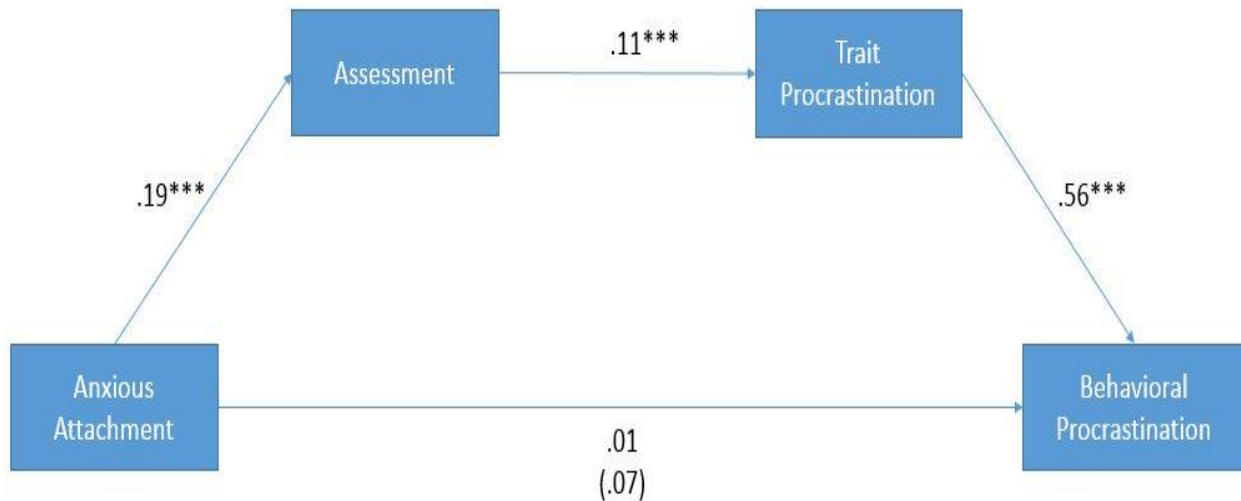 .11***
Assessment
Trait
Procrastination
.19***
.56***
Anxious
Attachment
Behavioral
Procrastination
.01
(.07)